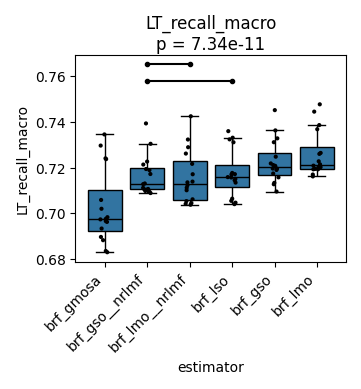 LT_recall_macro
p = 7.34e-11
LT_recall_macro
0.76
0.74
0.72
0.70
0.68
brf_gmosa
brf_gso__nrlmf
brf_lmo__nrlmf
brf_lso
brf_gso
brf_lmo
estimator